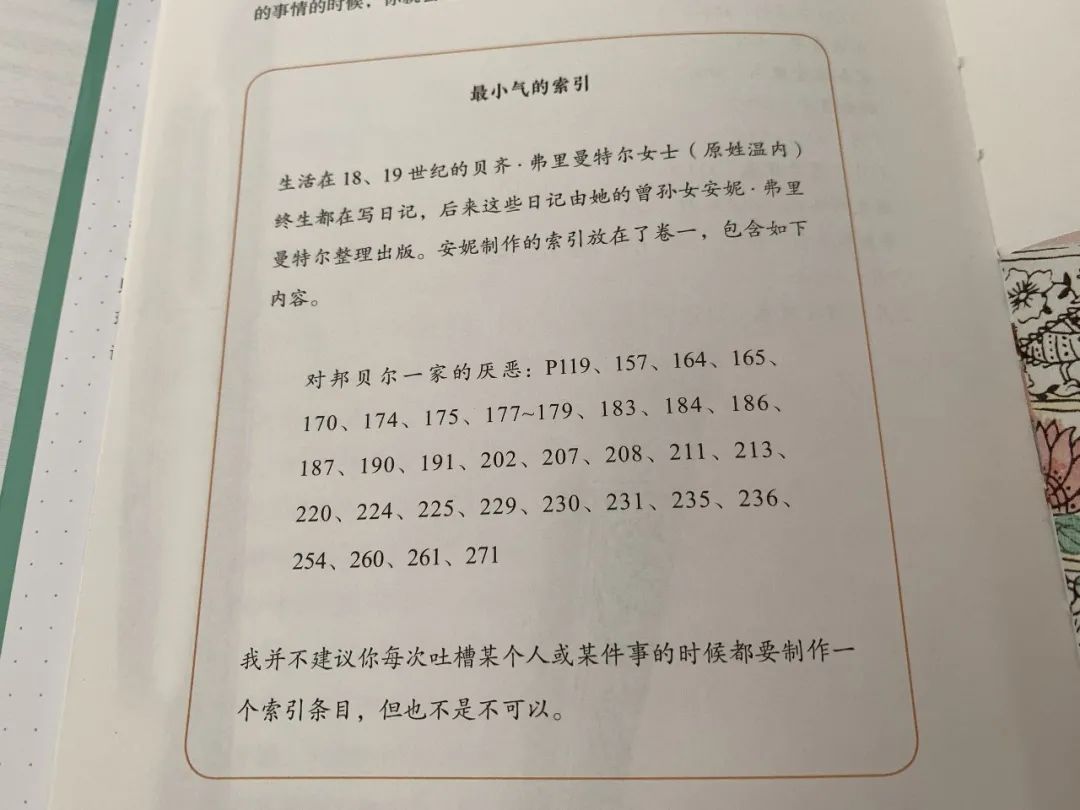 的事情的时候，你就
最小气的索引
生活在 18、19 世纪的贝齐·弗里曼特尔女士（原姓温内）
终生都在写日记，后来这些日记由她的曾孙女安妮·弗里
曼特尔整理出版。安妮制作的索引放在了卷一，包含如下
内容。
对邦贝尔一家的厌恶：P119、157、164、165、
170、174、175、177~179、183、184、186、
187、190、191、202、207、208、211、213、
220、224、225、229、230、231、235、236、
254、260、261、271
我并不建议你每次吐槽某个人或某件事的时候都要制作一
个索引条目，但也不是不可以。